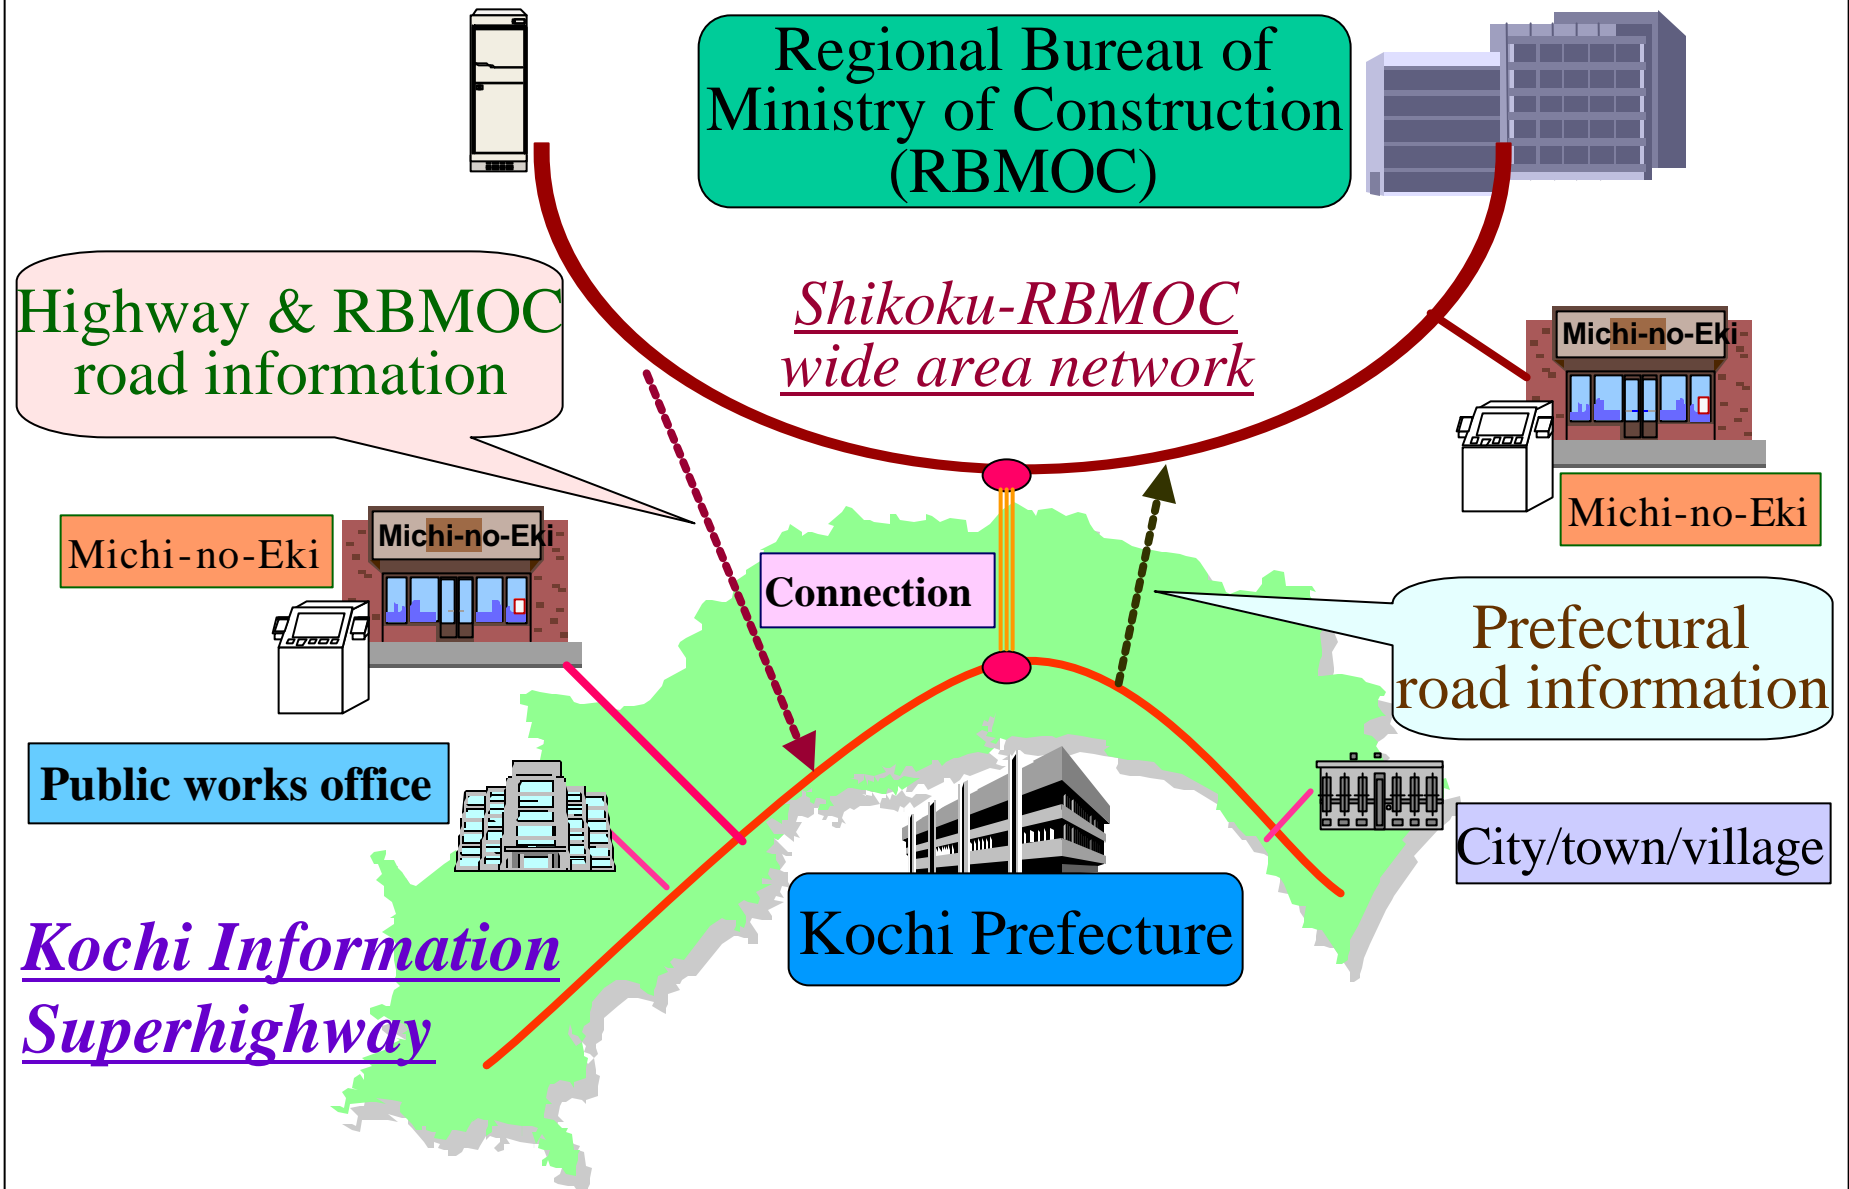 Regional Bureau of
Ministry of Construction
(RBMOC)
Highway & RBMOC
road information
Shikoku-RBMOC
wide area network
Michi-no-Eki
Michi-no-Eki
Michi-no-Eki
Michi-no-Eki
Connection
Prefectural
road information
Public works office
City/town/village
Kochi Prefecture
Kochi Information
Superhighway